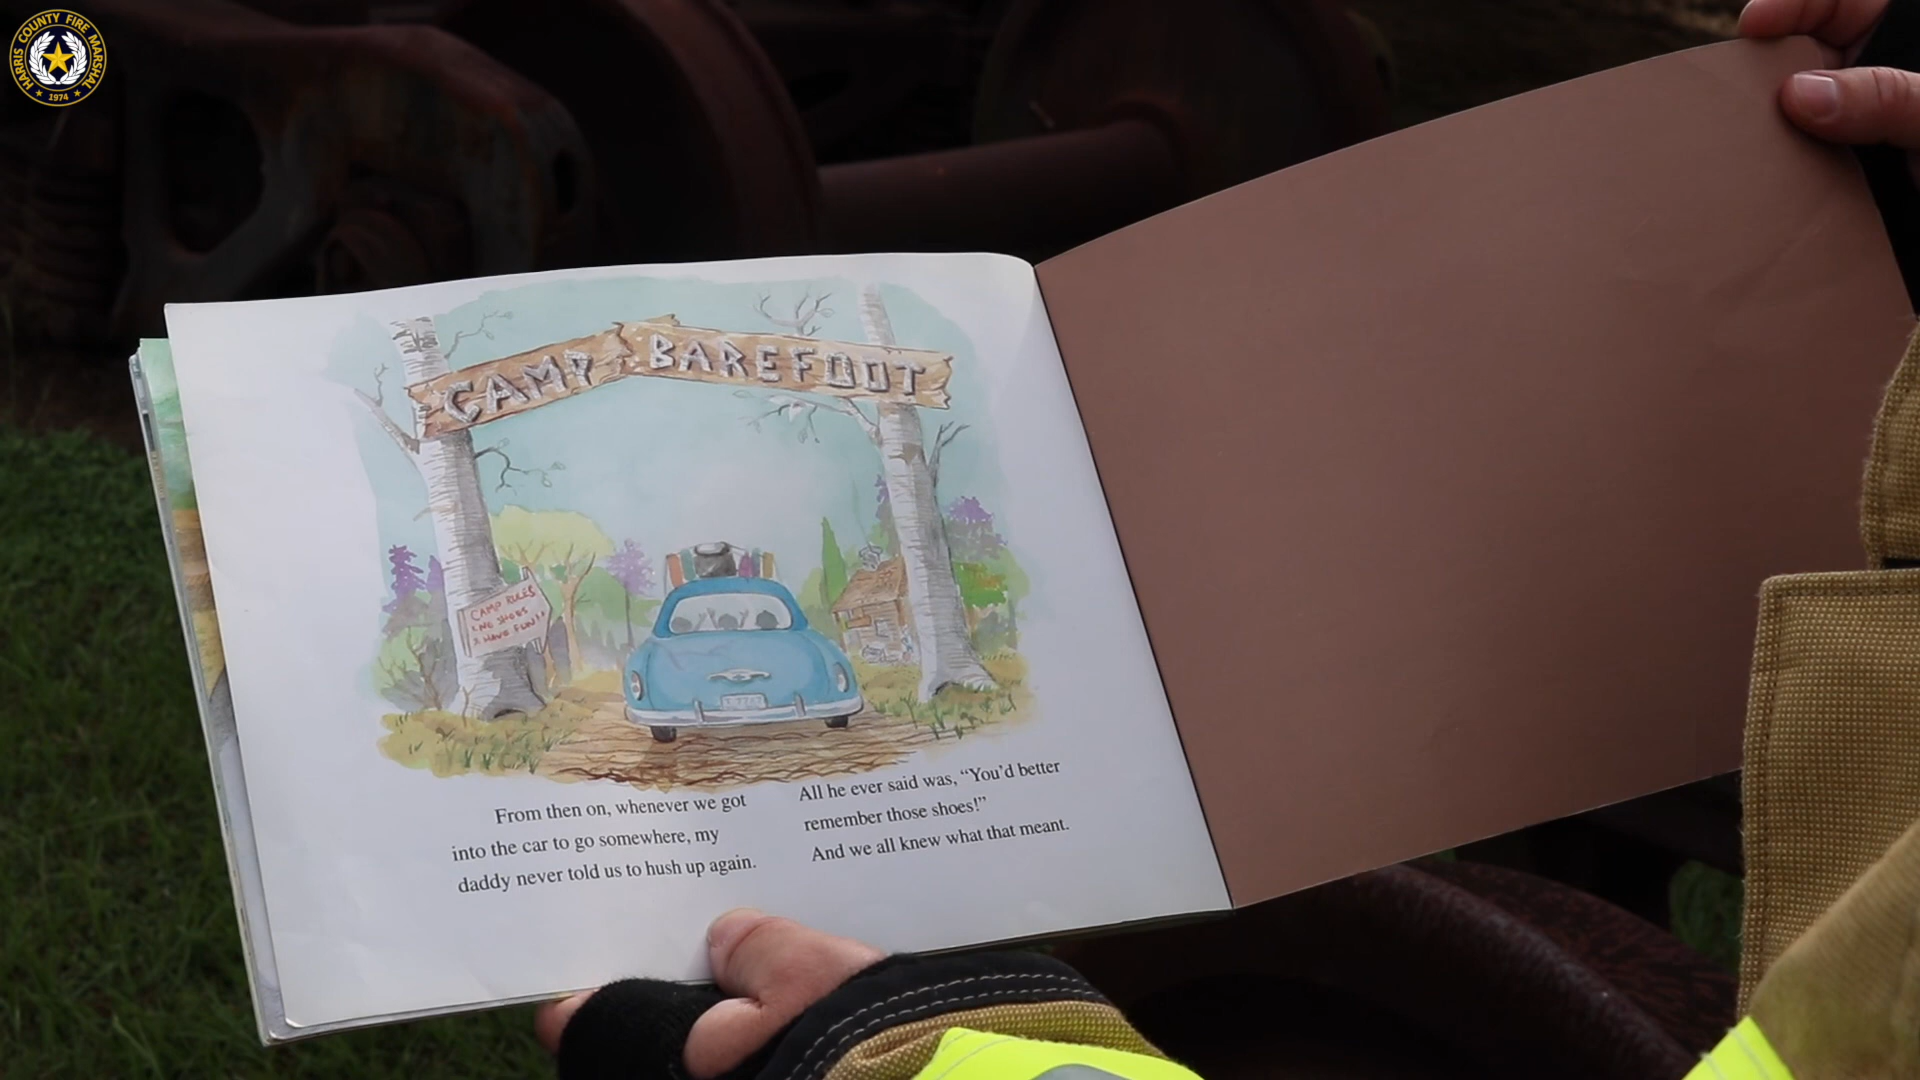 HARRIS COUNTY FIRE MARSHAL
1974
CAMP BAREFOOT
CAMP RULES
1. NO SHOES
2. HAVE FUN!
From then on, whenever we got
into the car to go somewhere, my
daddy never told us to hush up again.
All he ever said was, “You’d better
remember those shoes!”
And we all knew what that meant.